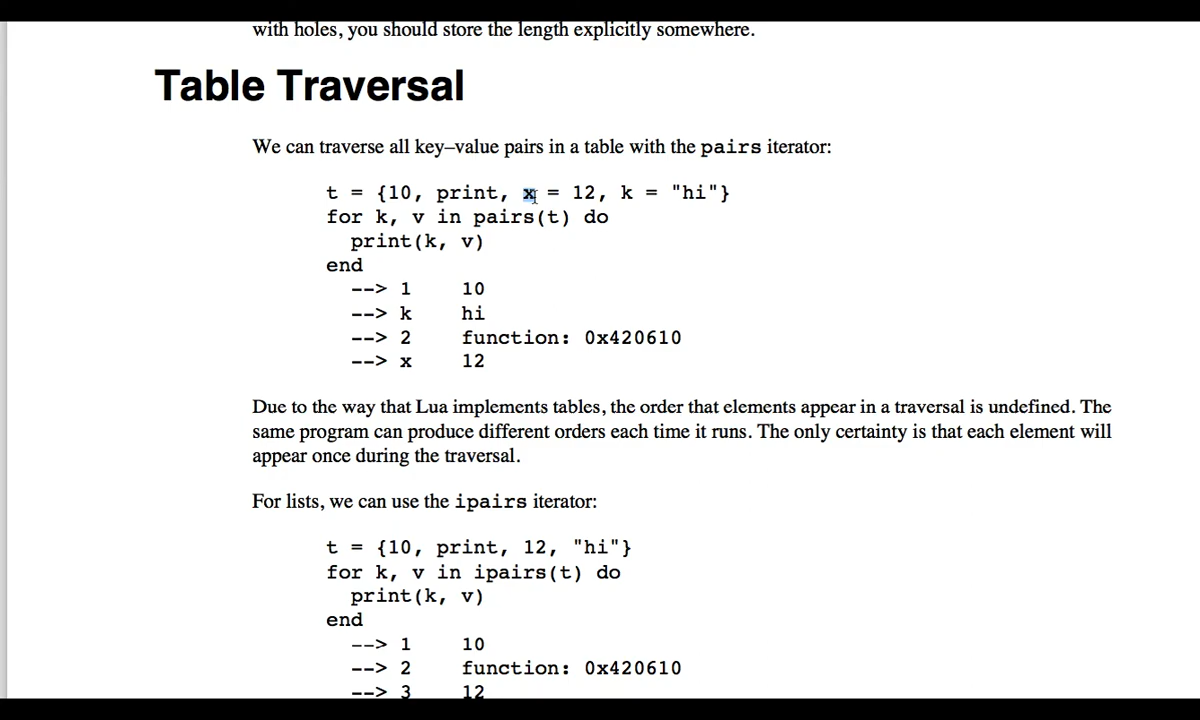 with holes, you should store the length explicitly somewhere.
Table Traversal
We can traverse all key–value pairs in a table with the pairs iterator:
t = {10, print, x = 12, k = "hi"}
for k, v in pairs(t) do
  print(k, v)
end
  --> 1    10
  --> k    hi
  --> 2    function: 0x420610
  --> x    12
Due to the way that Lua implements tables, the order that elements appear in a traversal is undefined. The
same program can produce different orders each time it runs. The only certainty is that each element will
appear once during the traversal.
For lists, we can use the ipairs iterator:
t = {10, print, 12, "hi"}
for k, v in ipairs(t) do
  print(k, v)
end
  --> 1    10
  --> 2    function: 0x420610
  --> 3    12